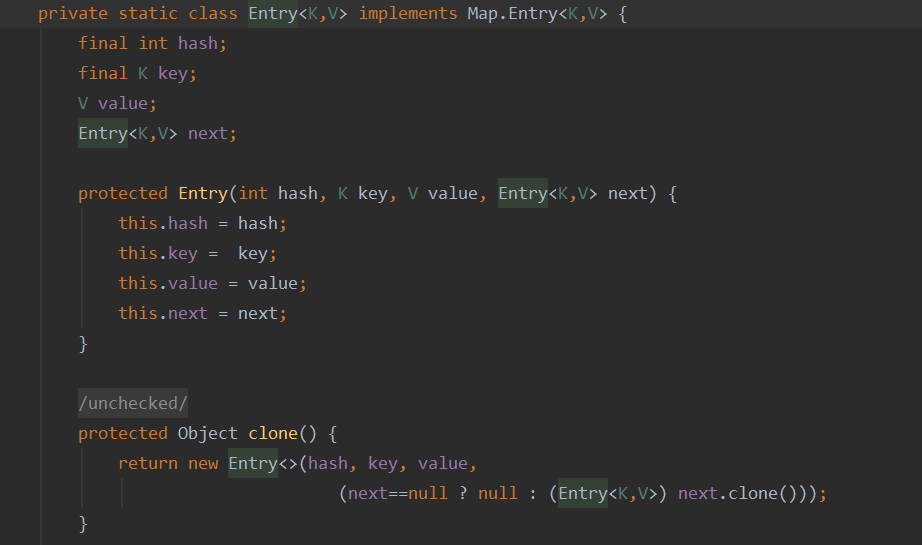 private static class Entry<K,V> implements Map.Entry<K,V> {
final int hash;
final K key;
V value;
Entry<K,V> next;
protected Entry(int hash, K key, V value, Entry<K,V> next) {
this.hash = hash;
this.key =  key;
this.value = value;
this.next = next;
}
/unchecked/
protected Object clone() {
return new Entry<>(hash, key, value,
(next==null ? null : (Entry<K,V>) next.clone()));
}